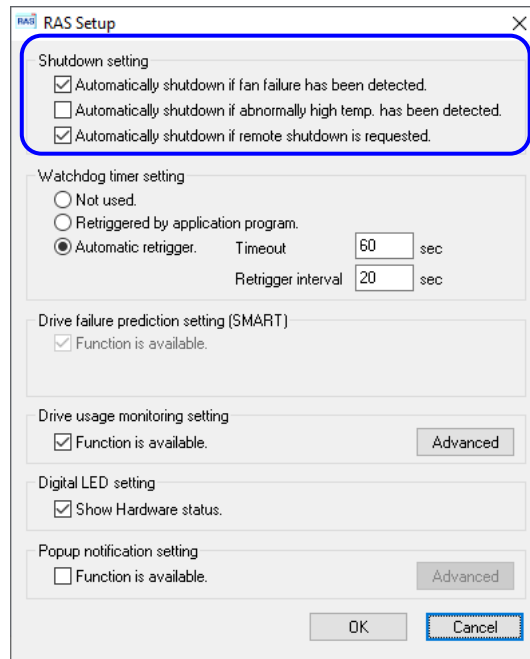 RAS RAS Setup
Shutdown setting
Automatically shutdown if fan failure has been detected.
Automatically shutdown if abnormally high temp. has been detected.
Automatically shutdown if remote shutdown is requested.
Watchdog timer setting
Not used.
Retriggered by application program.
Automatic retrigger. Timeout 60 sec
Retrigger interval 20 sec
Drive failure prediction setting (SMART)
Function is available.
Drive usage monitoring setting
Function is available. Advanced
Digital LED setting
Show Hardware status.
Popup notification setting
Function is available. Advanced
OK Cancel